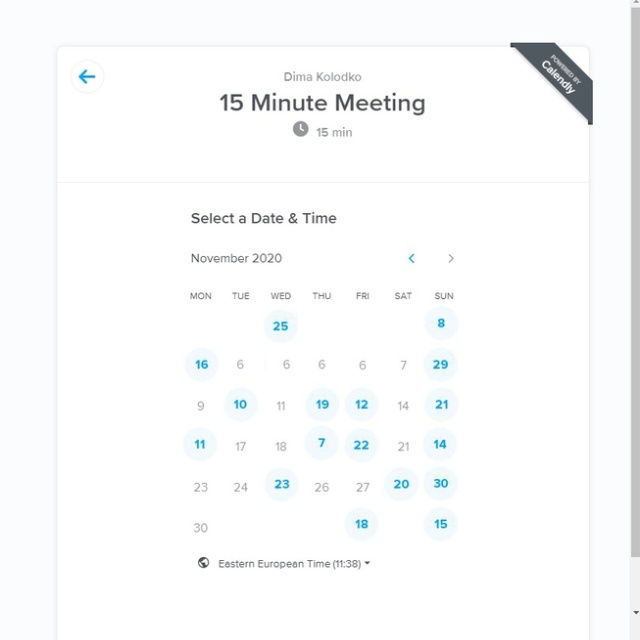 POWERED BY
Calendly
Dima Kolodko
15 Minute Meeting
15 min
Select a Date & Time
November 2020
MON TUE WED THU FRI SAT SUN
25 8
16 6 6 6 6 7 29
9 10 11 19 12 14 21
11 17 18 7 22 21 14
23 24 23 26 27 20 30
30 18 15
Eastern European Time (11:38)